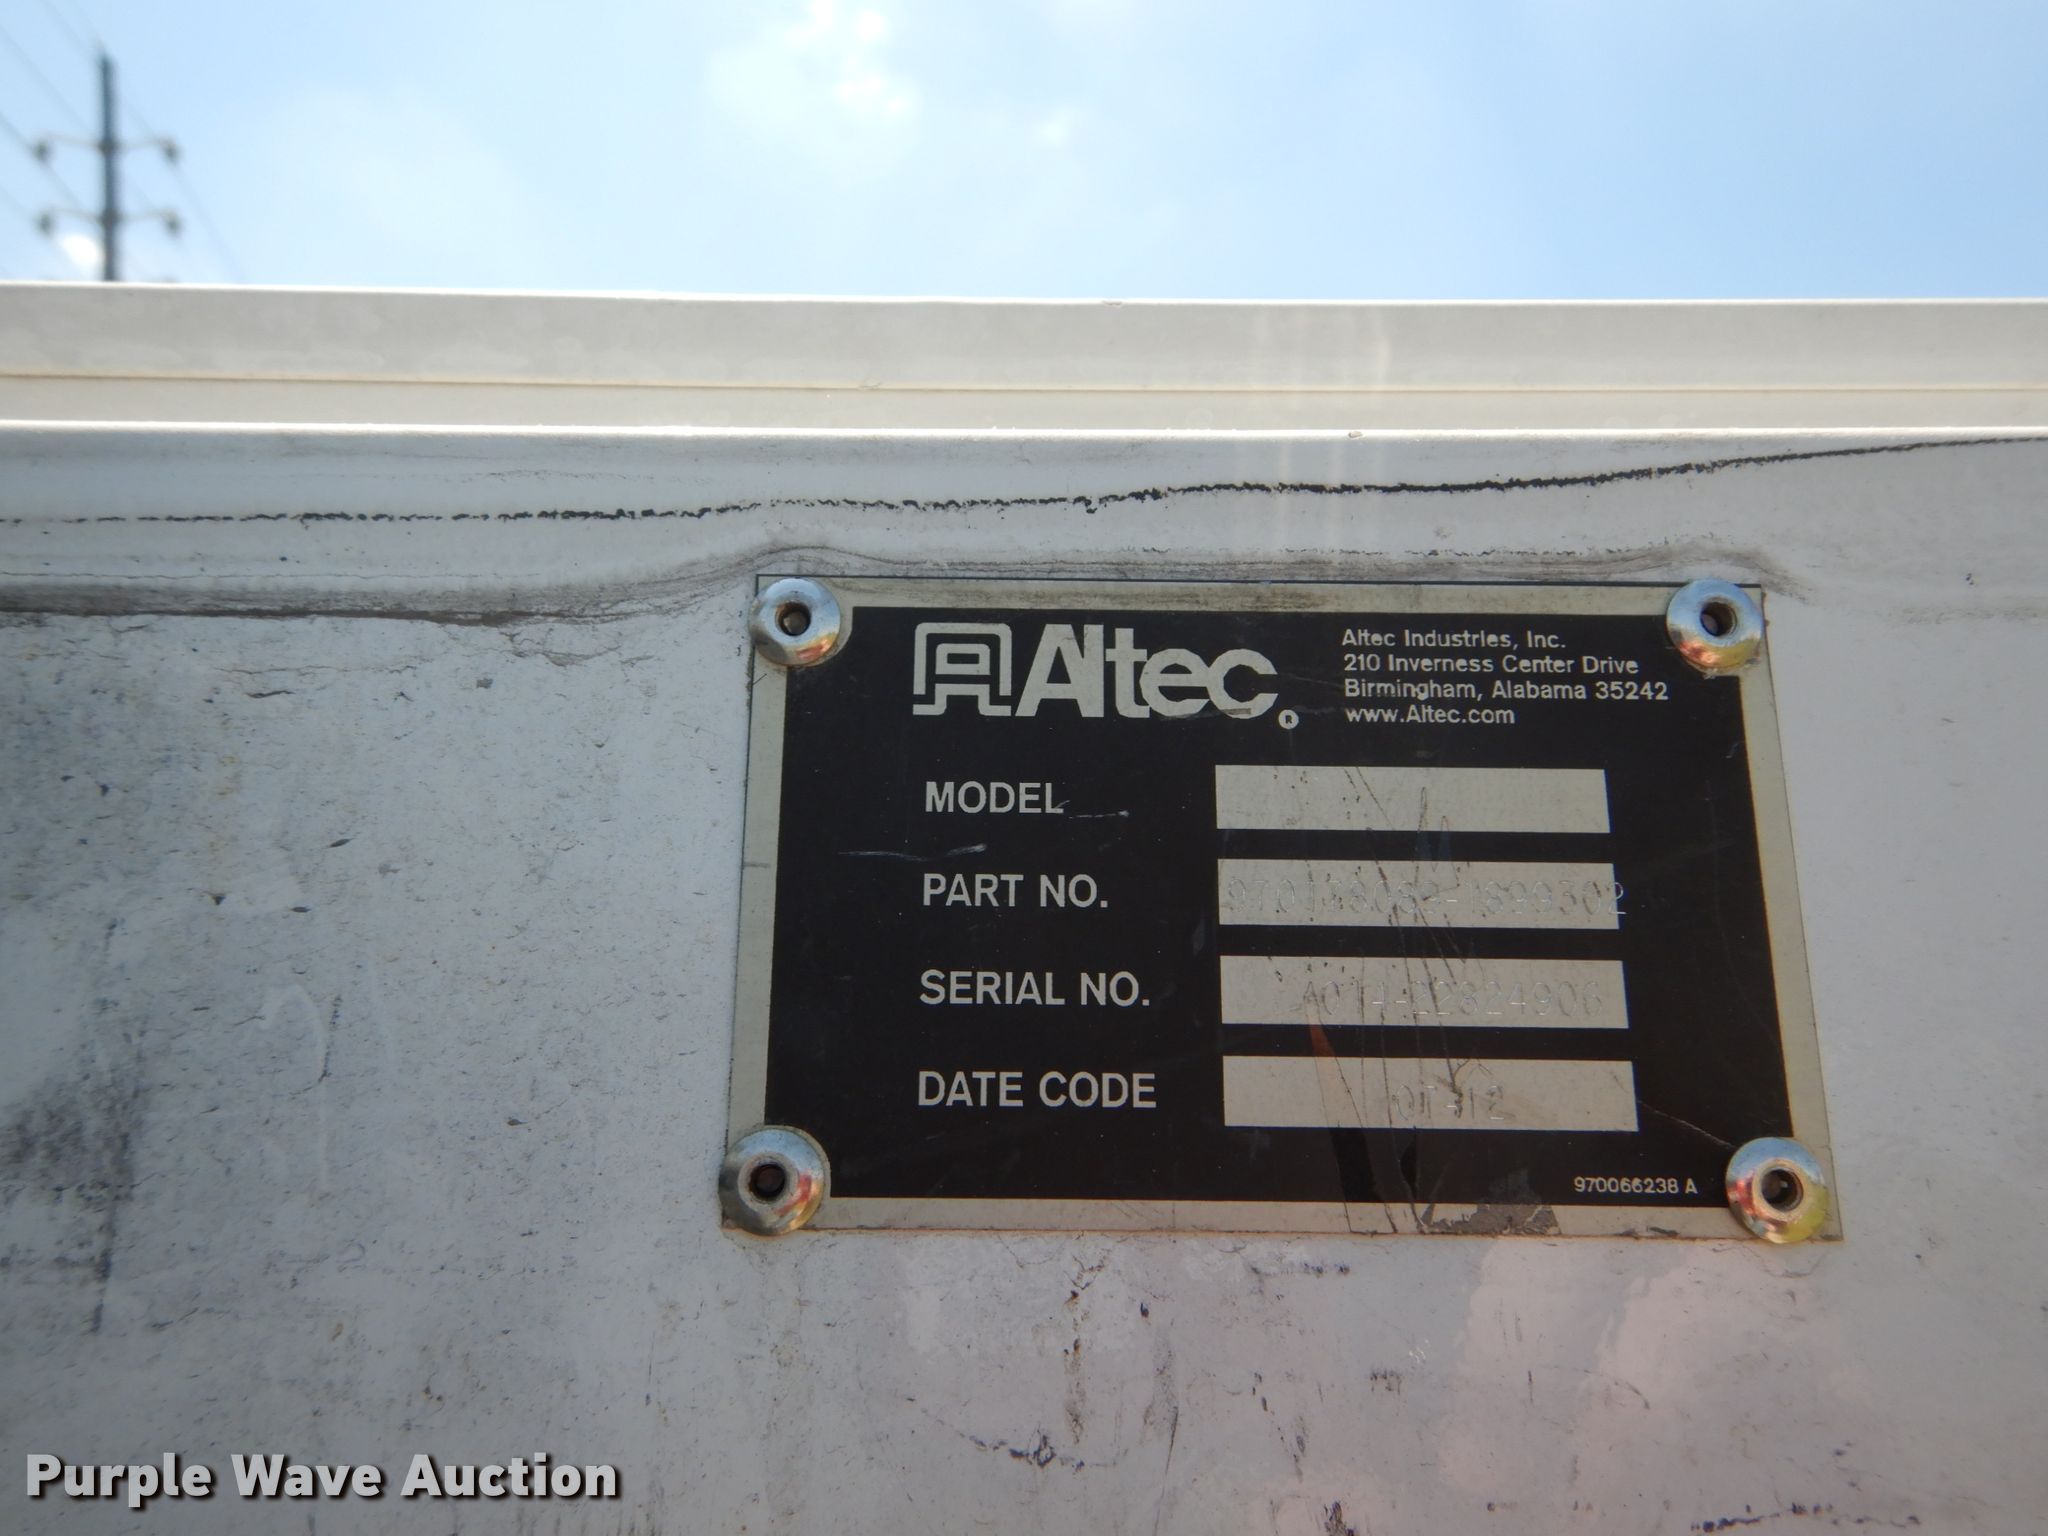 Altec®
Altec Industries, Inc.
210 Inverness Center Drive
Birmingham, Alabama 35242
www.Altec.com
MODEL
PART NO.
SERIAL NO.
DATE CODE
970066238 A
Purple Wave Auction